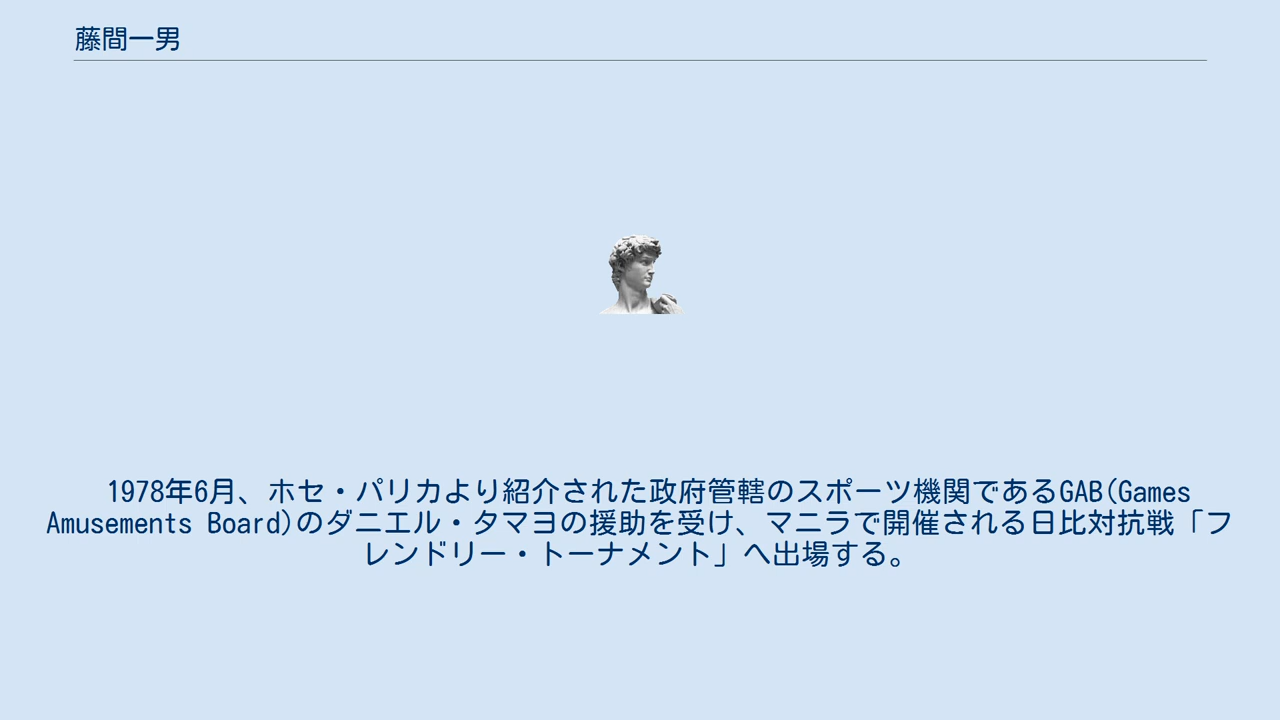 藤間一男
1978年6月、ホセ・パリカより紹介された政府管轄のスポーツ機関であるGAB(Games
Amusements Board)のダニエル・タマヨの援助を受け、マニラで開催される日比対抗戦「フ
レンドリー・トーナメント」へ出場する。